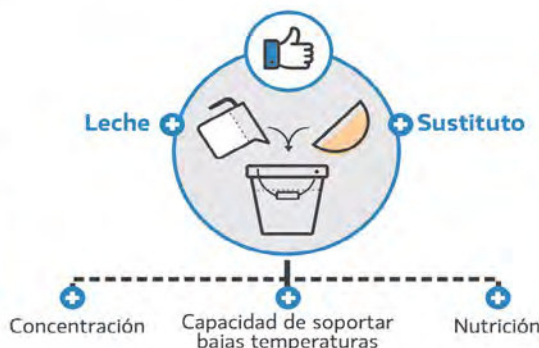 Leche
Sustituto
Concentración
Capacidad de soportar
bajas temperaturas
Nutrición